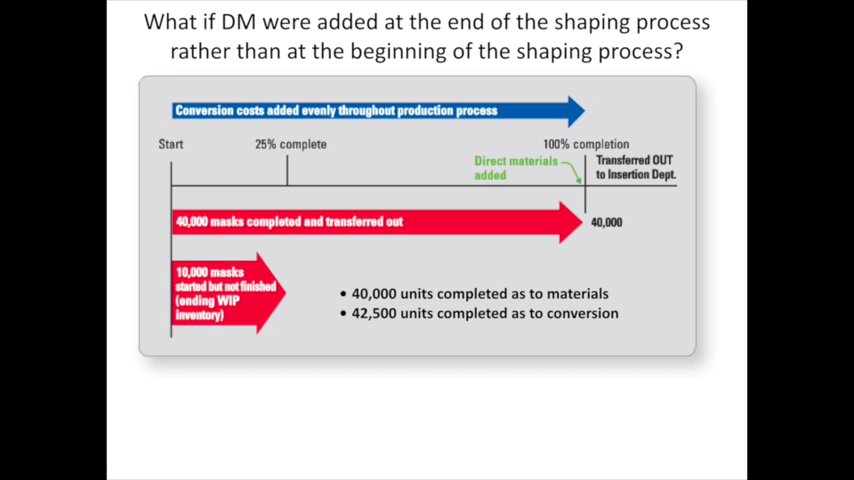 What if DM were added at the end of the shaping process
rather than at the beginning of the shaping process?
Conversion costs added evenly throughout production process
Start
25% complete
100% completion
Direct materials
added
Transferred OUT
to Insertion Dept.
40,000 masks completed and transferred out
40,000
10,000 masks
started but not finished
(ending WIP
inventory)
• 40,000 units completed as to materials
• 42,500 units completed as to conversion